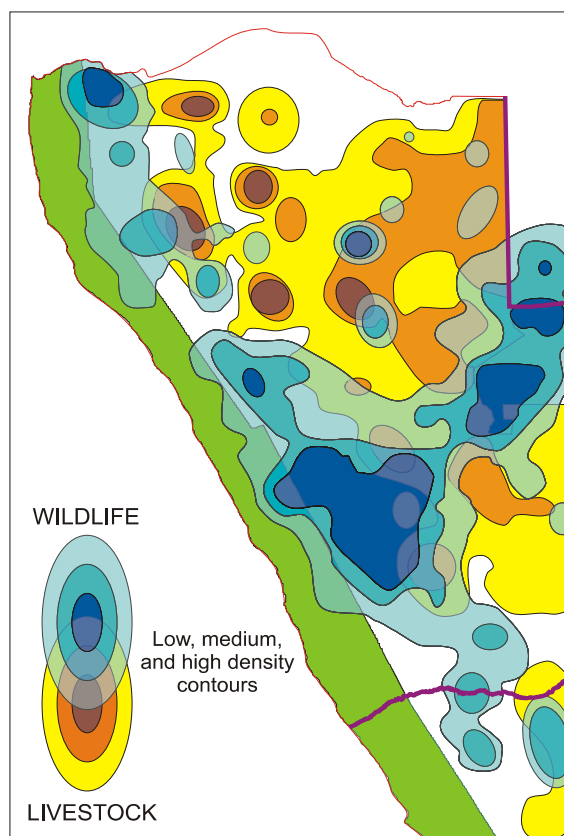 WILDLIFE
Low, medium,
and high density
contours
LIVESTOCK